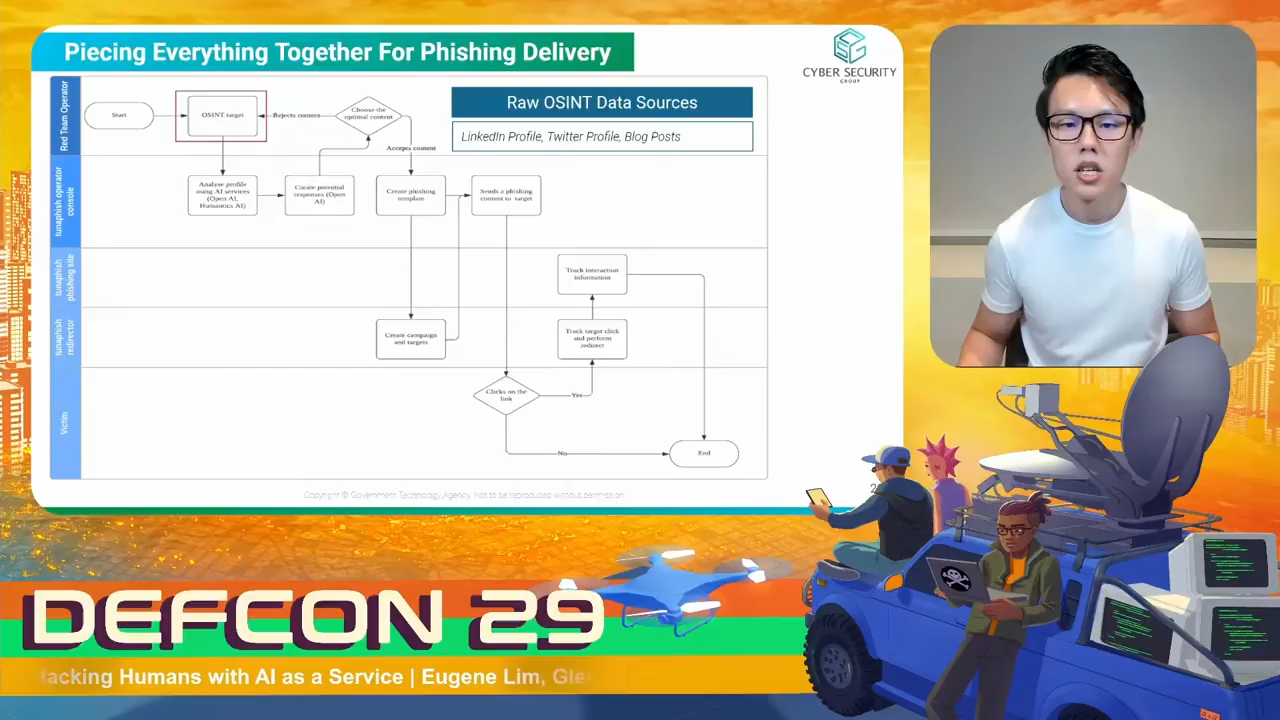 Piecing Everything Together For Phishing Delivery
CYBER SECURITY
GROUP
Red Team Operator
Start
OSINT target
Rejects content
Choose the
optimal content
Accepts content
Raw OSINT Data Sources
LinkedIn Profile, Twitter Profile, Blog Posts
tunaphish operator
console
Analyse profile
using AI services
(Open AI,
Humantics AI)
Curate potential
responses (Open
AI)
Create phishing
template
Sends a phishing
content to target
tunaphish
phishing site
Track interaction
information
tunaphish
redirector
Create campaign
and targets
Track target click
and perform
redirect
Victim
Clicks on the
link
Yes
No
End
Copyright © Government Technology Agency. Not to be reproduced without permission
DEFCON 29
Hacking Humans with AI as a Service | Eugene Lim, Gle